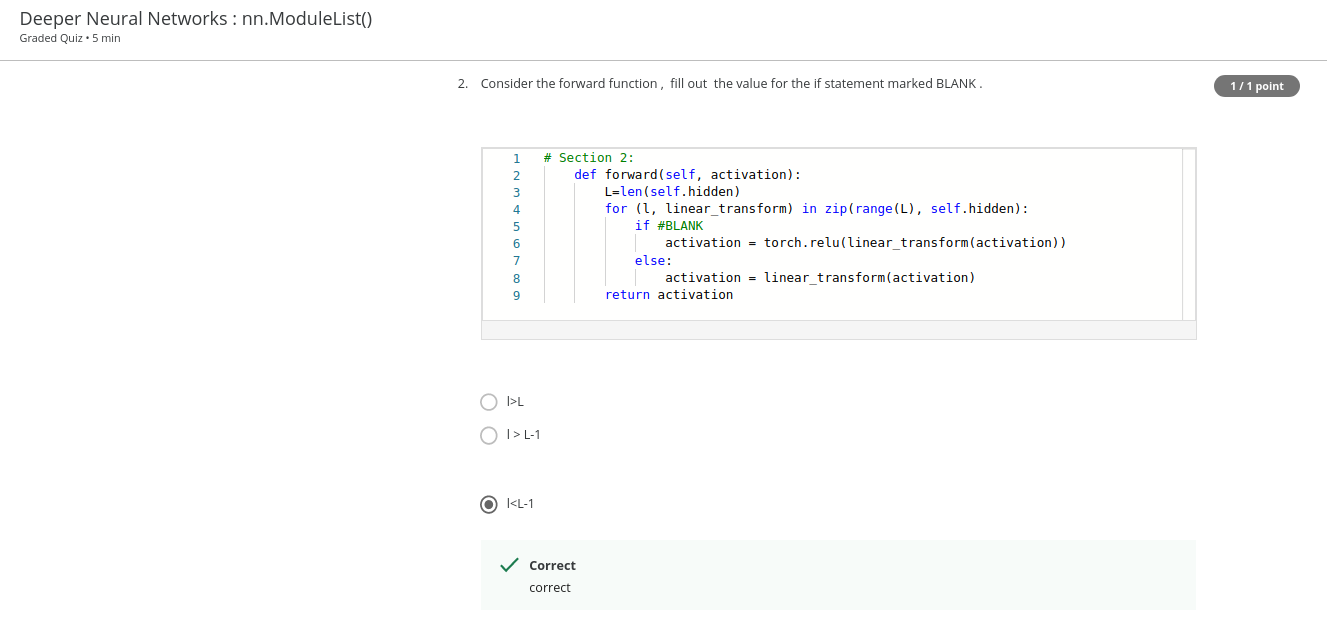 Deeper Neural Networks : nn.ModuleList()
Graded Quiz • 5 min
2. Consider the forward function , fill out the value for the if statement marked BLANK .
1 / 1 point
1 # Section 2:
2     def forward(self, activation):
3         L=len(self.hidden)
4         for (l, linear_transform) in zip(range(L), self.hidden):
5             if #BLANK
6                 activation = torch.relu(linear_transform(activation))
7             else:
8                 activation = linear_transform(activation)
9         return activation
l>L
l > L-1
l<L-1
Correct
correct